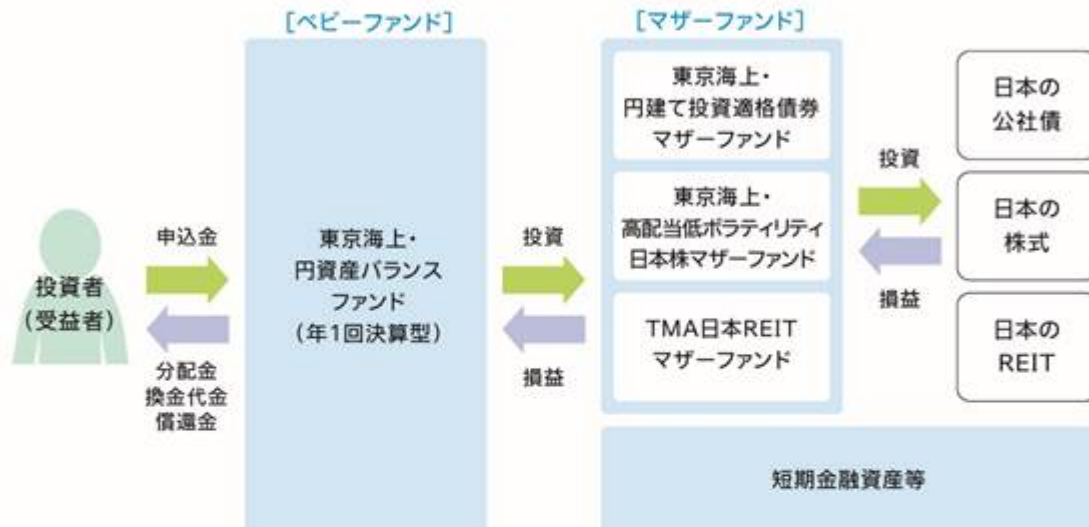 [ベビーファンド]
[マザーファンド]
投資者
(受益者)
申込金
分配金
換金代金
償還金
東京海上・
円資産バランス
ファンド
(年1回決算型)
投資
損益
東京海上・
円建て投資適格債券
マザーファンド
東京海上・
高配当低ボラティリティ
日本株マザーファンド
TMA日本REIT
マザーファンド
投資
損益
日本の
公社債
日本の
株式
日本の
REIT
短期金融資産等